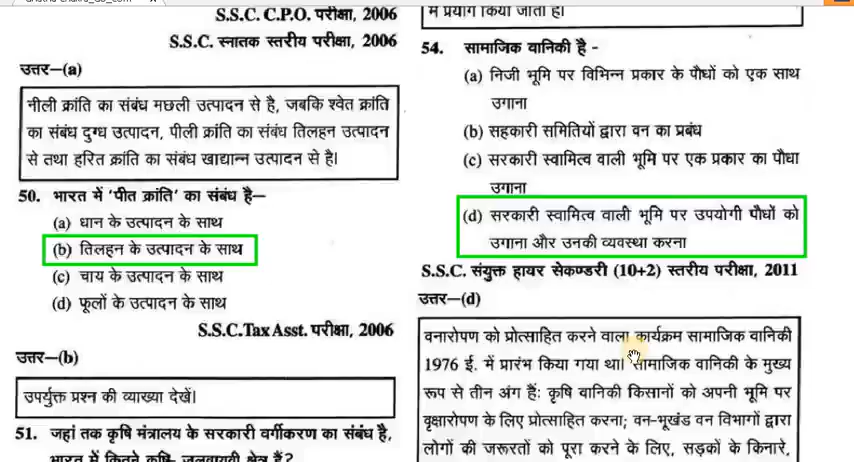 S.S.C. C.P.O. परीक्षा, 2006
S.S.C. स्नातक स्तरीय परीक्षा, 2006
उत्तर—(a)
नीली क्रांति का संबंध मछली उत्पादन से है, जबकि श्वेत क्रांति
का संबंध दुग्ध उत्पादन, पीली क्रांति का संबंध तिलहन उत्पादन
से तथा हरित क्रांति का संबंध खाद्यान्न उत्पादन से है।
50. भारत में 'पीत क्रांति' का संबंध है—
(a) धान के उत्पादन के साथ
(b) तिलहन के उत्पादन के साथ
(c) चाय के उत्पादन के साथ
(d) फूलों के उत्पादन के साथ
S.S.C.Tax Asst. परीक्षा, 2006
उत्तर—(b)
उपर्युक्त प्रश्न की व्याख्या देखें।
51. जहां तक कृषि मंत्रालय के सरकारी वर्गीकरण का संबंध है,
भारत में कितने कृषि- जलवायवी क्षेत्र हैं?
में प्रयोग किया जाता है।
54. सामाजिक वानिकी है -
(a) निजी भूमि पर विभिन्न प्रकार के पौधों को एक साथ
उगाना
(b) सहकारी समितियों द्वारा वन का प्रबंध
(c) सरकारी स्वामित्व वाली भूमि पर एक प्रकार का पौधा
उगाना
(d) सरकारी स्वामित्व वाली भूमि पर उपयोगी पौधों को
उगाना और उनकी व्यवस्था करना
S.S.C. संयुक्त हायर सेकण्डरी (10+2) स्तरीय परीक्षा, 2011
उत्तर—(d)
वनारोपण को प्रोत्साहित करने वाला कार्यक्रम सामाजिक वानिकी
1976 ई. में प्रारंभ किया गया था। सामाजिक वानिकी के मुख्य
रूप से तीन अंग हैं: कृषि वानिकी किसानों को अपनी भूमि पर
वृक्षारोपण के लिए प्रोत्साहित करना; वन-भूखंड वन विभागों द्वारा
लोगों की जरूरतों को पूरा करने के लिए, सड़कों के किनारे,